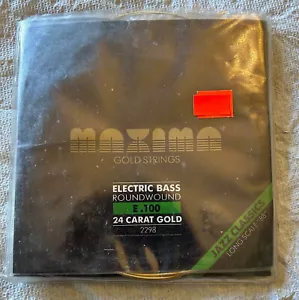 MAXIMA
GOLD STRINGS
ELECTRIC BASS
ROUNDWOUND
E .100
24 CARAT GOLD
2298
JAZZ CLASSICS
LONG SCALE